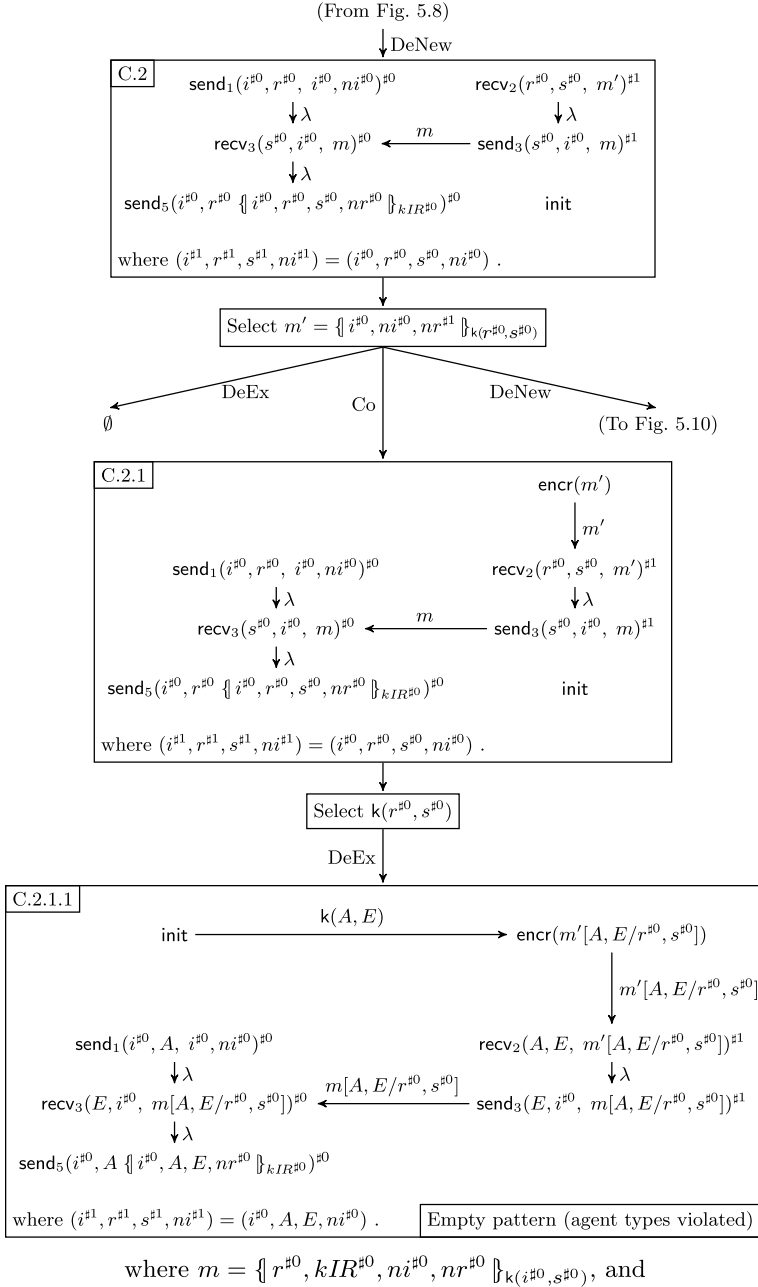 (From Fig. 5.8)
DeNew
C.2
send₁(i^♯0, r^♯0, i^♯0, ni^♯0)^♯0
recv₂(r^♯0, s^♯0, m′)^♯1
λ
λ
recv₃(s^♯0, i^♯0, m)^♯0
m
send₃(s^♯0, i^♯0, m)^♯1
λ
send₅(i^♯0, r^♯0 ⦃ i^♯0, r^♯0, s^♯0, nr^♯0 ⦄_kIR^♯0)^♯0
init
where (i^♯1, r^♯1, s^♯1, ni^♯1) = (i^♯0, r^♯0, s^♯0, ni^♯0) .
Select m′ = ⦃ i^♯0, ni^♯0, nr^♯1 ⦄_k(r^♯0,s^♯0)
DeEx
Co
DeNew
∅
(To Fig. 5.10)
C.2.1
encr(m′)
m′
send₁(i^♯0, r^♯0, i^♯0, ni^♯0)^♯0
recv₂(r^♯0, s^♯0, m′)^♯1
λ
λ
recv₃(s^♯0, i^♯0, m)^♯0
m
send₃(s^♯0, i^♯0, m)^♯1
λ
send₅(i^♯0, r^♯0 ⦃ i^♯0, r^♯0, s^♯0, nr^♯0 ⦄_kIR^♯0)^♯0
init
where (i^♯1, r^♯1, s^♯1, ni^♯1) = (i^♯0, r^♯0, s^♯0, ni^♯0) .
Select k(r^♯0, s^♯0)
DeEx
C.2.1.1
init
k(A, E)
encr(m′[A, E/r^♯0, s^♯0])
m′[A, E/r^♯0, s^♯0]
send₁(i^♯0, A, i^♯0, ni^♯0)^♯0
recv₂(A, E, m′[A, E/r^♯0, s^♯0])^♯1
λ
λ
recv₃(E, i^♯0, m[A, E/r^♯0, s^♯0])^♯0
m[A, E/r^♯0, s^♯0]
send₃(E, i^♯0, m[A, E/r^♯0, s^♯0])^♯1
λ
send₅(i^♯0, A ⦃ i^♯0, A, E, nr^♯0 ⦄_kIR^♯0)^♯0
where (i^♯1, r^♯1, s^♯1, ni^♯1) = (i^♯0, A, E, ni^♯0) .
Empty pattern (agent types violated)
where m = ⦃ r^♯0, kIR^♯0, ni^♯0, nr^♯0 ⦄_k(i^♯0,s^♯0), and